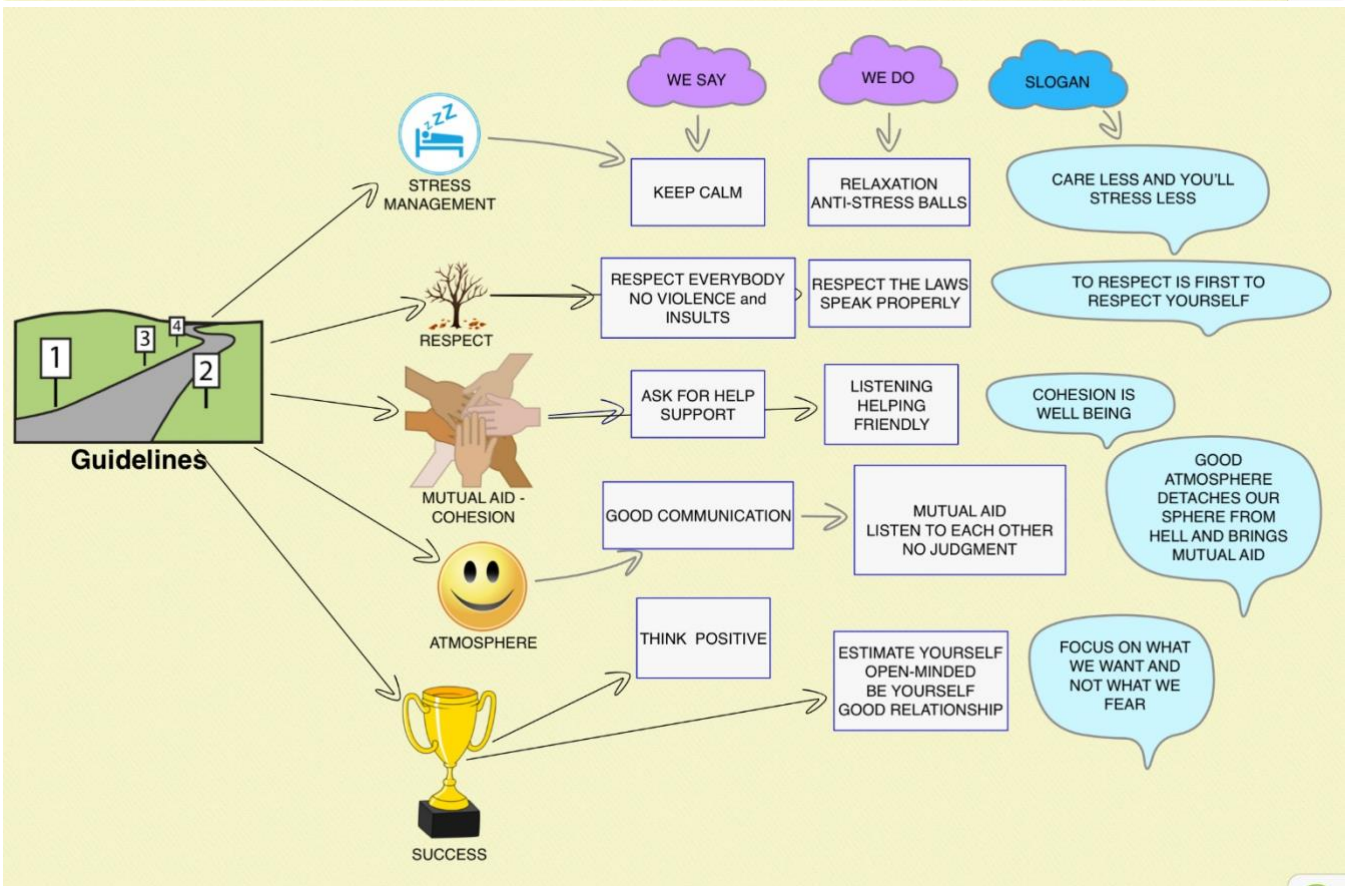 WE SAY
WE DO
SLOGAN
STRESS
MANAGEMENT
KEEP CALM
RELAXATION
ANTI-STRESS BALLS
CARE LESS AND YOU'LL
STRESS LESS
RESPECT
RESPECT EVERYBODY
NO VIOLENCE and
INSULTS
RESPECT THE LAWS
SPEAK PROPERLY
TO RESPECT IS FIRST TO
RESPECT YOURSELF
1
2
3
4
Guidelines
MUTUAL AID -
COHESION
ASK FOR HELP
SUPPORT
LISTENING
HELPING
FRIENDLY
COHESION IS
WELL BEING
ATMOSPHERE
GOOD COMMUNICATION
MUTUAL AID
LISTEN TO EACH OTHER
NO JUDGMENT
GOOD
ATMOSPHERE
DETACHES OUR
SPHERE FROM
HELL AND BRINGS
MUTUAL AID
SUCCESS
THINK POSITIVE
ESTIMATE YOURSELF
OPEN-MINDED
BE YOURSELF
GOOD RELATIONSHIP
FOCUS ON WHAT
WE WANT AND
NOT WHAT WE
FEAR
zzZZ